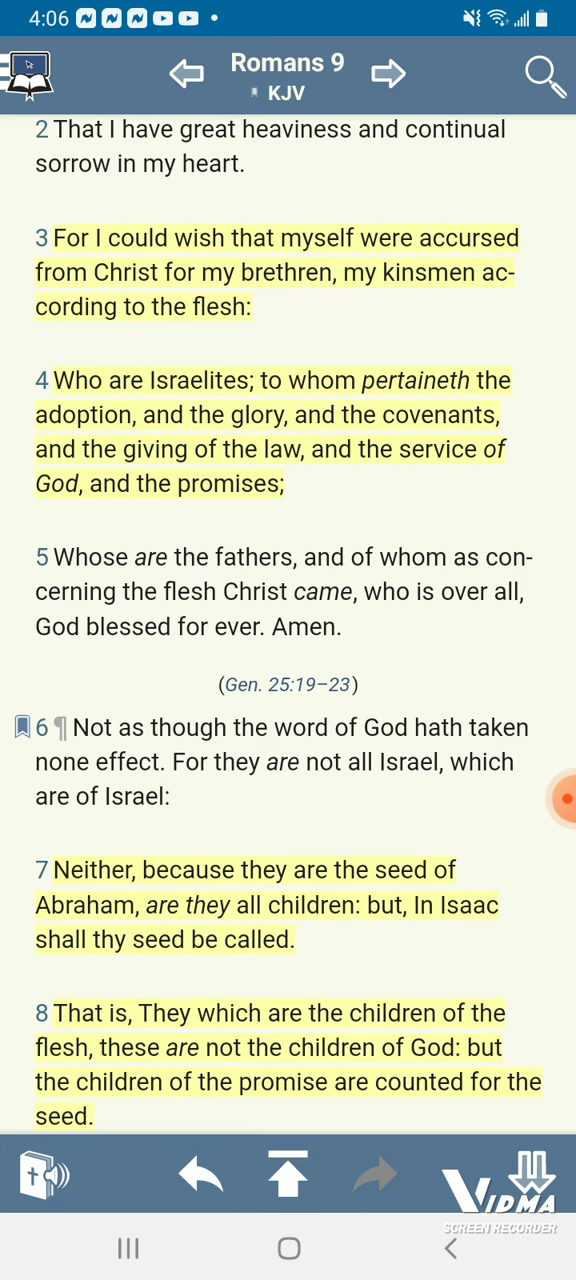 4:06
Romans 9
KJV
2 That I have great heaviness and continual
sorrow in my heart.
3 For I could wish that myself were accursed
from Christ for my brethren, my kinsmen ac-
cording to the flesh:
4 Who are Israelites; to whom pertaineth the
adoption, and the glory, and the covenants,
and the giving of the law, and the service of
God, and the promises;
5 Whose are the fathers, and of whom as con-
cerning the flesh Christ came, who is over all,
God blessed for ever. Amen.
(Gen. 25:19–23)
6 ¶ Not as though the word of God hath taken
none effect. For they are not all Israel, which
are of Israel:
7 Neither, because they are the seed of
Abraham, are they all children: but, In Isaac
shall thy seed be called.
8 That is, They which are the children of the
flesh, these are not the children of God: but
the children of the promise are counted for the
seed.
VIDMA
SCREEN RECORDER